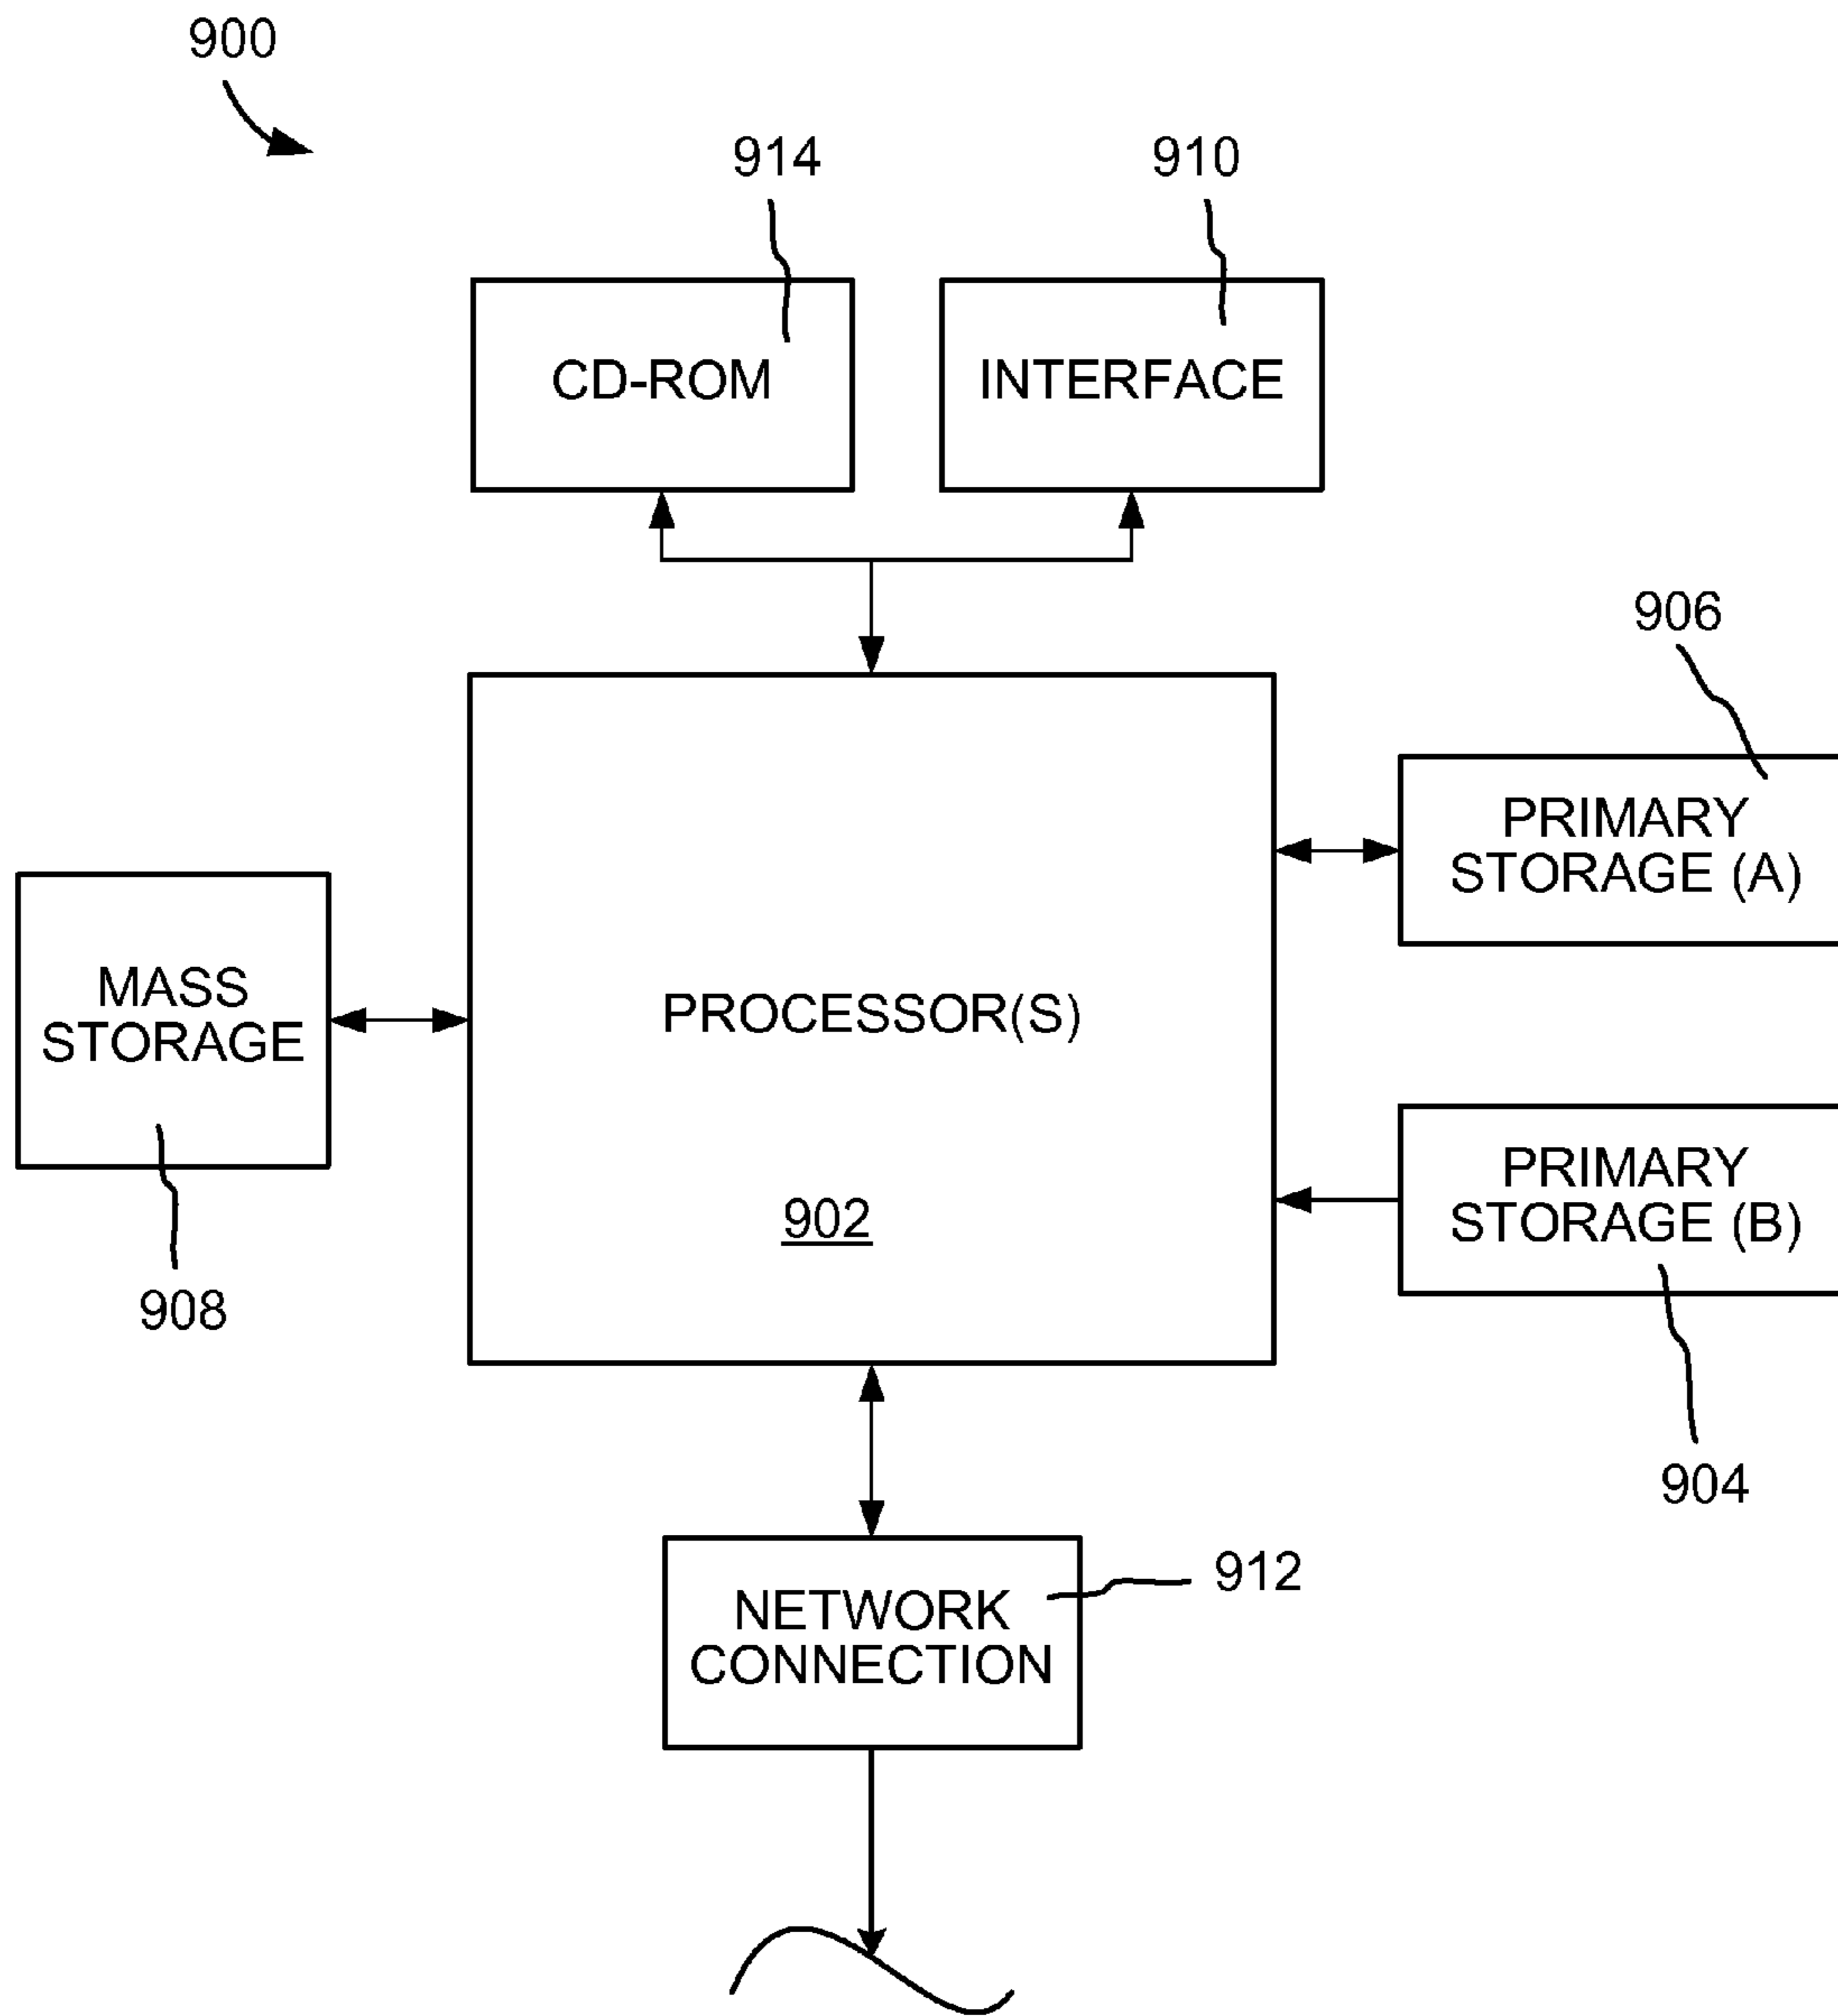 900
914
910
CD-ROM
INTERFACE
906
PRIMARY
STORAGE (A)
MASS
STORAGE
PROCESSOR(S)
PRIMARY
STORAGE (B)
902
908
904
912
NETWORK
CONNECTION